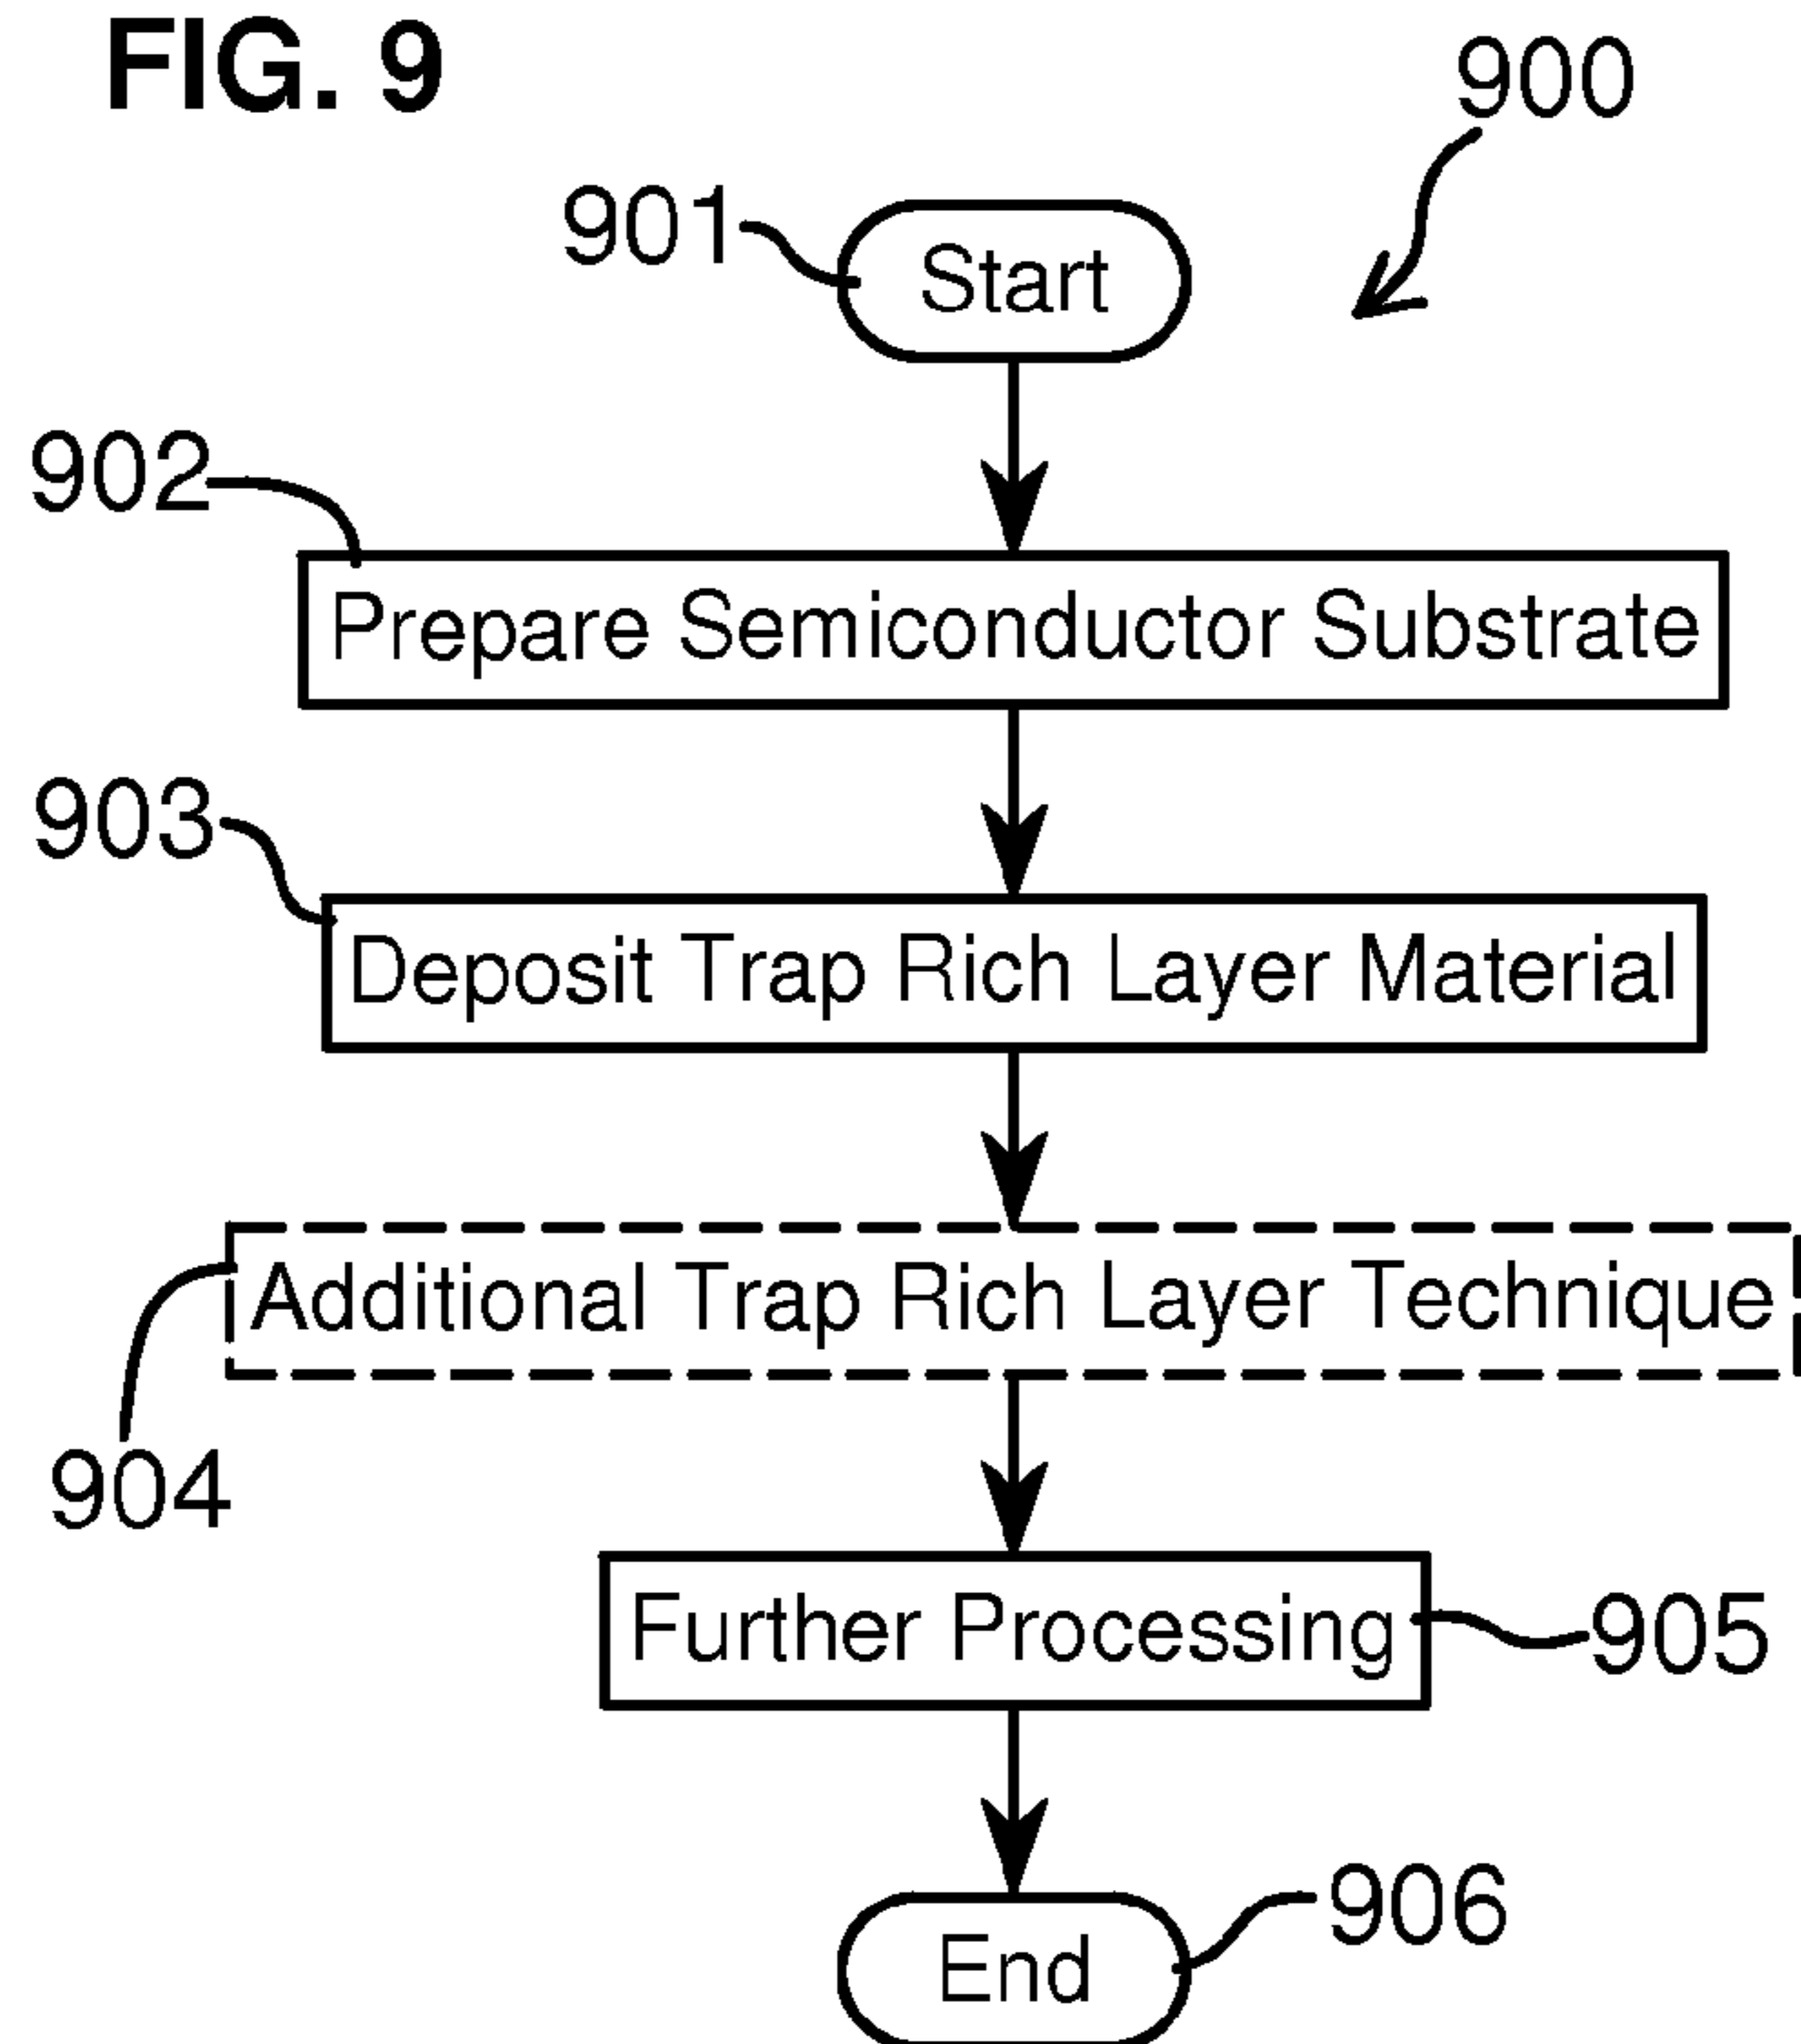 FIG. 9
900
901
Start
902
Prepare Semiconductor Substrate
903
Deposit Trap Rich Layer Material
Additional Trap Rich Layer Technique
904
Further Processing
905
906
End